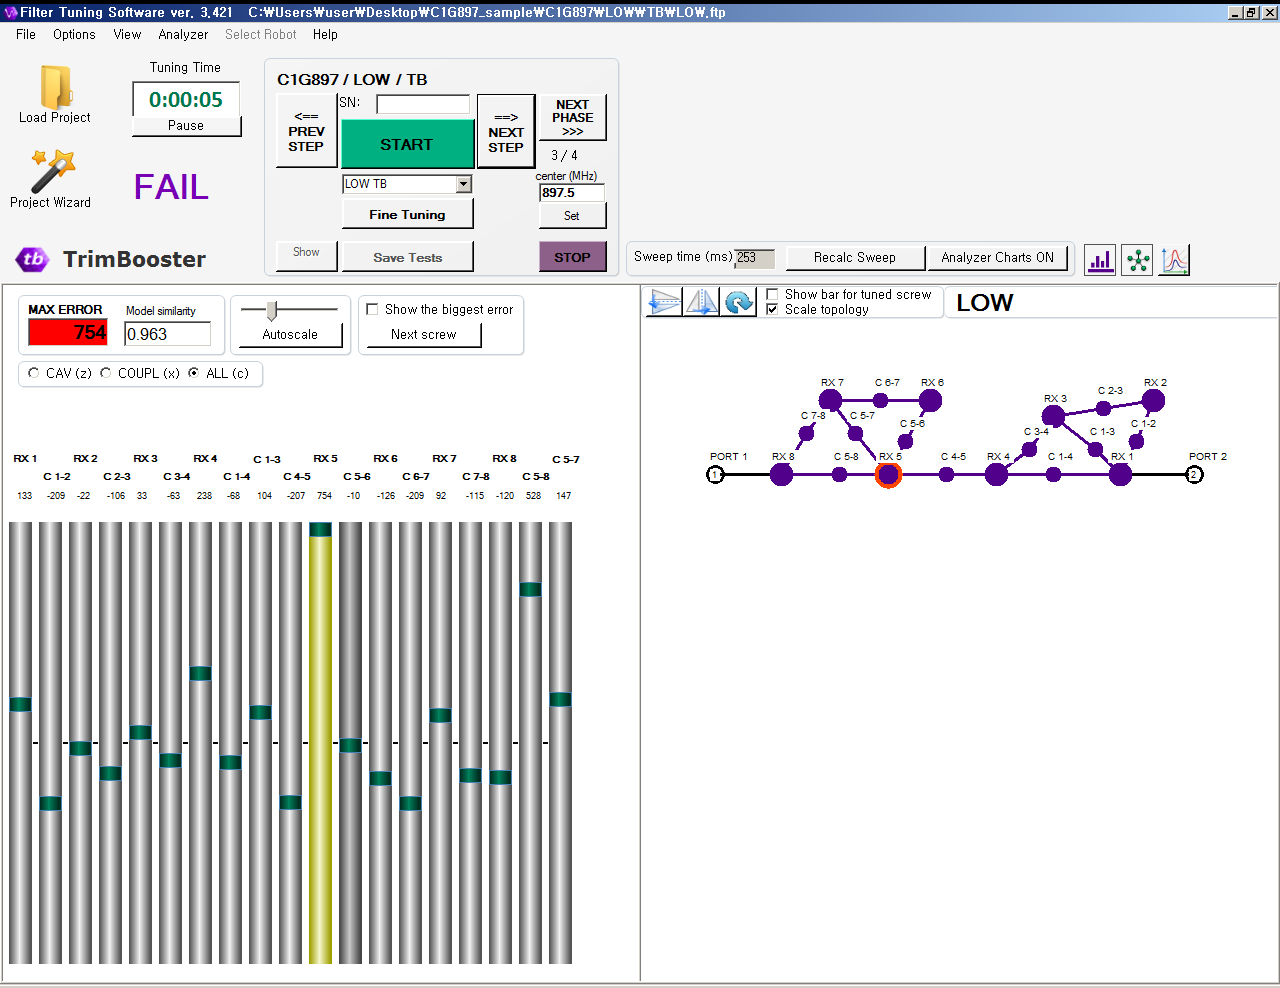 Filter Tuning Software ver. 3,421 C:₩Users₩user₩Desktop₩C1G897_sample₩C1G897₩LOW₩TB₩LOW.ftp
File Options View Analyzer Select Robot Help
Load Project
Tuning Time
0:00:05
Pause
Project Wizard
FAIL
tb TrimBooster
C1G897 / LOW / TB
<==
PREV
STEP
SN:
START
==>
NEXT
STEP
NEXT
PHASE
>>>
3 / 4
LOW TB
center (MHz)
897.5
Fine Tuning
Set
Show
Save Tests
STOP
Sweep time (ms) 253
Recalc Sweep
Analyzer Charts ON
MAX ERROR
754
Model similarity
0.963
Autoscale
Show the biggest error
Next screw
CAV (z) COUPL (x) ALL (c)
Show bar for tuned screw
Scale topology
LOW
RX 1 RX 2 RX 3 RX 4 C 1-3 RX 5 RX 6 RX 7 RX 8 C 5-7
C 1-2 C 2-3 C 3-4 C 1-4 C 4-5 C 5-6 C 6-7 C 7-8 C 5-8
133 -209 -22 -106 33 -63 238 -68 104 -207 754 -10 -126 -209 92 -115 -120 528 147
RX 7 C 6-7 RX 6 RX 2
C 2-3
RX 3
C 7-8 C 5-7 C 5-6 C 3-4 C 1-3 C 1-2
PORT 1 RX 8 C 5-8 RX 5 C 4-5 RX 4 C 1-4 RX 1 PORT 2
1 2